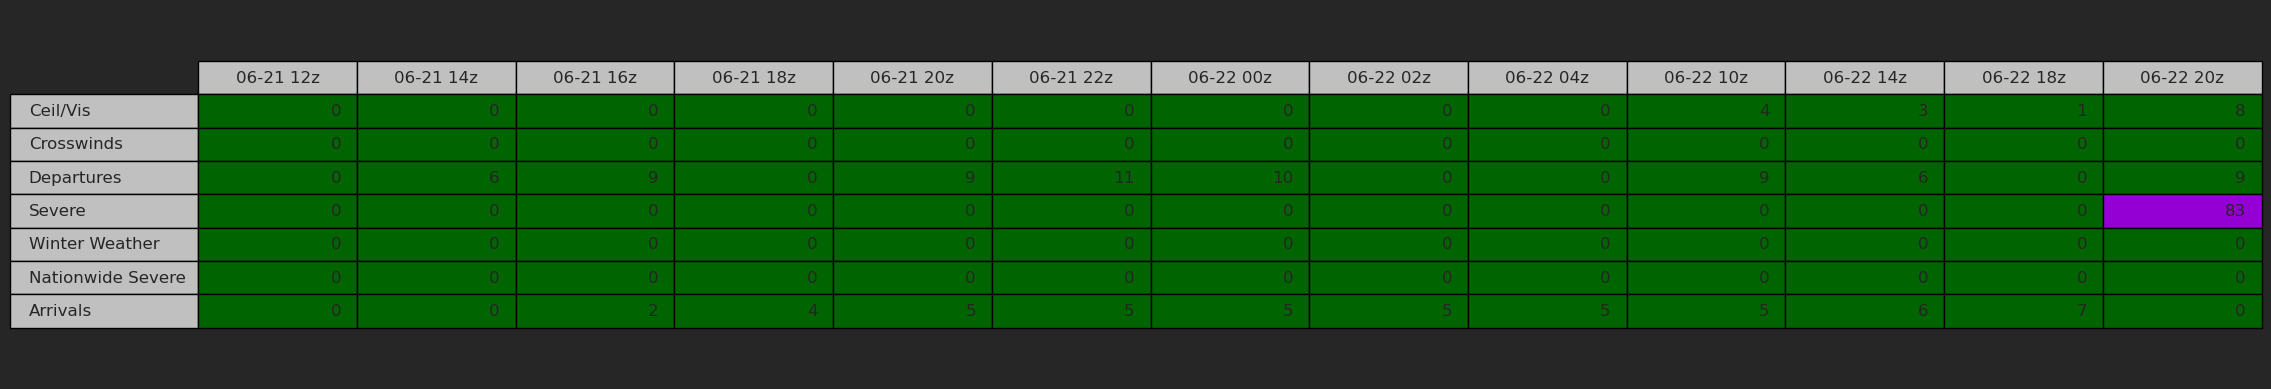 06-21 12z 06-21 14z 06-21 16z 06-21 18z 06-21 20z 06-21 22z 06-22 00z 06-22 02z 06-22 04z 06-22 10z 06-22 14z 06-22 18z 06-22 20z
Ceil/Vis 0 0 0 0 0 0 0 0 0 4 3 1 8
Crosswinds 0 0 0 0 0 0 0 0 0 0 0 0 0
Departures 0 6 9 0 9 11 10 0 0 9 6 0 9
Severe 0 0 0 0 0 0 0 0 0 0 0 0 83
Winter Weather 0 0 0 0 0 0 0 0 0 0 0 0 0
Nationwide Severe 0 0 0 0 0 0 0 0 0 0 0 0 0
Arrivals 0 0 2 4 5 5 5 5 5 5 6 7 0